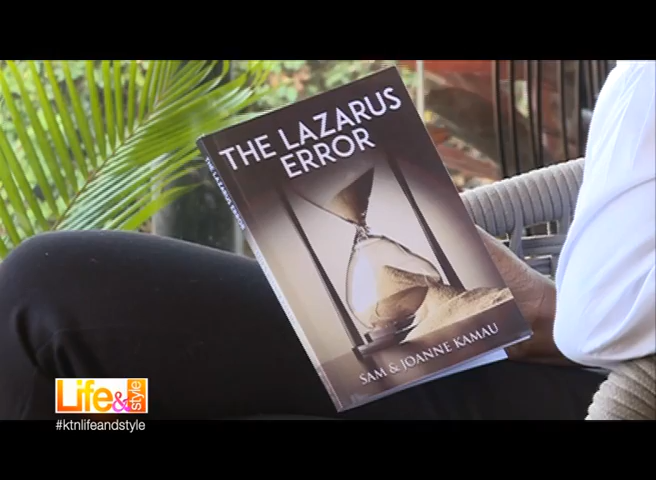 THE LAZARUS
ERROR
THE LAZARUS ERROR
SAM & JOANNE KAMAU
Life & style
#ktnlifeandstyle